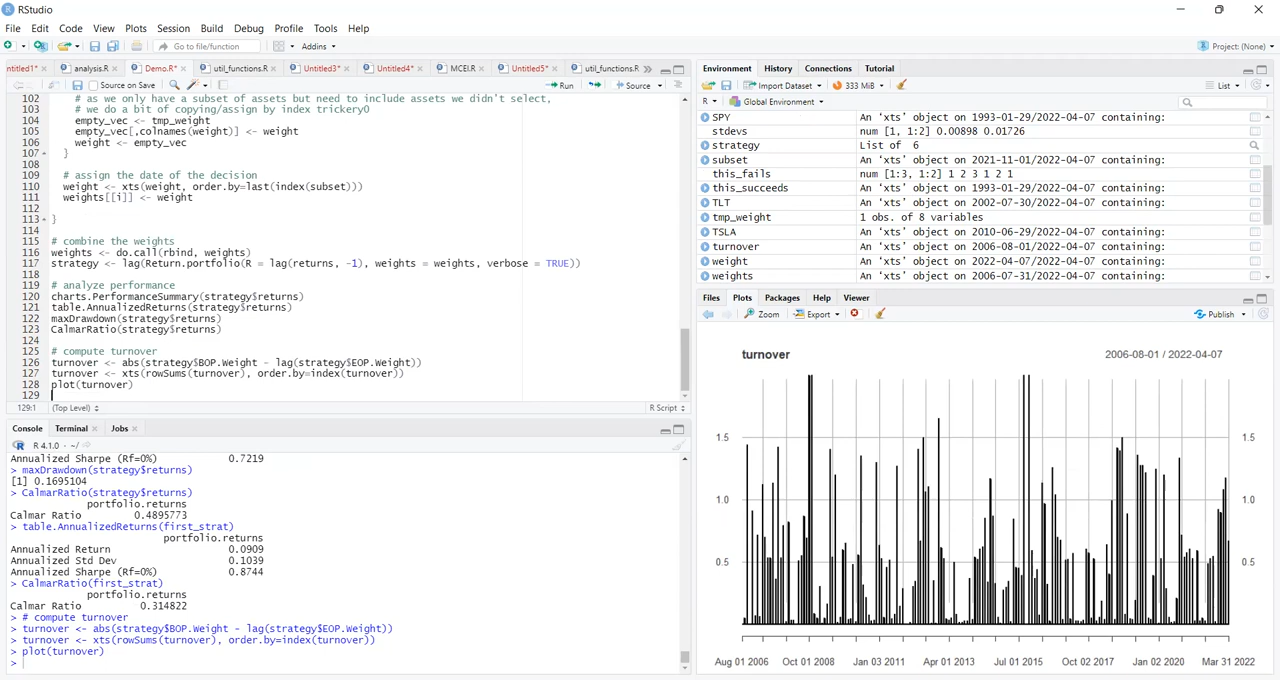 RStudio
File Edit Code View Plots Session Build Debug Profile Tools Help
Go to file/function Addins Project: (None)
ntitled1* analysis.R Demo.R* util_functions.R Untitled3* Untitled4* MCEI.R Untitled5* util_functions.R
Source on Save Run Source
102 # as we only have a subset of assets but need to include assets we didn't select,
103 # we do a bit of copying/assign by index trickery0
104 empty_vec <- tmp_weight
105 empty_vec[,colnames(weight)] <- weight
106 weight <- empty_vec
107 }
108
109 # assign the date of the decision
110 weight <- xts(weight, order.by=last(index(subset)))
111 weights[[i]] <- weight
112
113 }
114
115 # combine the weights
116 weights <- do.call(rbind, weights)
117 strategy <- lag(Return.portfolio(R = lag(returns, -1), weights = weights, verbose = TRUE))
118
119 # analyze performance
120 charts.PerformanceSummary(strategy$returns)
121 table.AnnualizedReturns(strategy$returns)
122 maxDrawdown(strategy$returns)
123 CalmarRatio(strategy$returns)
124
125 # compute turnover
126 turnover <- abs(strategy$BOP.Weight - lag(strategy$EOP.Weight))
127 turnover <- xts(rowSums(turnover), order.by=index(turnover))
128 plot(turnover)
129
129:1 (Top Level) R Script
Console Terminal Jobs
R 4.1.0 · ~/
Annualized Sharpe (Rf=0%) 0.7219
> maxDrawdown(strategy$returns)
[1] 0.1695104
> CalmarRatio(strategy$returns)
portfolio.returns
Calmar Ratio 0.4895773
> table.AnnualizedReturns(first_strat)
portfolio.returns
Annualized Return 0.0909
Annualized Std Dev 0.1039
Annualized Sharpe (Rf=0%) 0.8744
> CalmarRatio(first_strat)
portfolio.returns
Calmar Ratio 0.314822
> # compute turnover
> turnover <- abs(strategy$BOP.Weight - lag(strategy$EOP.Weight))
> turnover <- xts(rowSums(turnover), order.by=index(turnover))
> plot(turnover)
>
Environment History Connections Tutorial
Import Dataset 333 MiB List
R Global Environment
SPY An 'xts' object on 1993-01-29/2022-04-07 containing:
stdevs num [1, 1:2] 0.00898 0.01726
strategy List of 6
subset An 'xts' object on 2021-11-01/2022-04-07 containing:
this_fails num [1:3, 1:2] 1 2 3 1 2 1
this_succeeds An 'xts' object on 1993-01-29/2022-04-07 containing:
TLT An 'xts' object on 2002-07-30/2022-04-07 containing:
tmp_weight 1 obs. of 8 variables
TSLA An 'xts' object on 2010-06-29/2022-04-07 containing:
turnover An 'xts' object on 2006-08-01/2022-04-07 containing:
weight An 'xts' object on 2022-04-07/2022-04-07 containing:
weights An 'xts' object on 2006-07-31/2022-04-07 containing:
Files Plots Packages Help Viewer
Zoom Export Publish
turnover 2006-08-01 / 2022-04-07
1.5 1.5
1.0 1.0
0.5 0.5
Aug 01 2006 Oct 01 2008 Jan 03 2011 Apr 01 2013 Jul 01 2015 Oct 02 2017 Jan 02 2020 Mar 31 2022